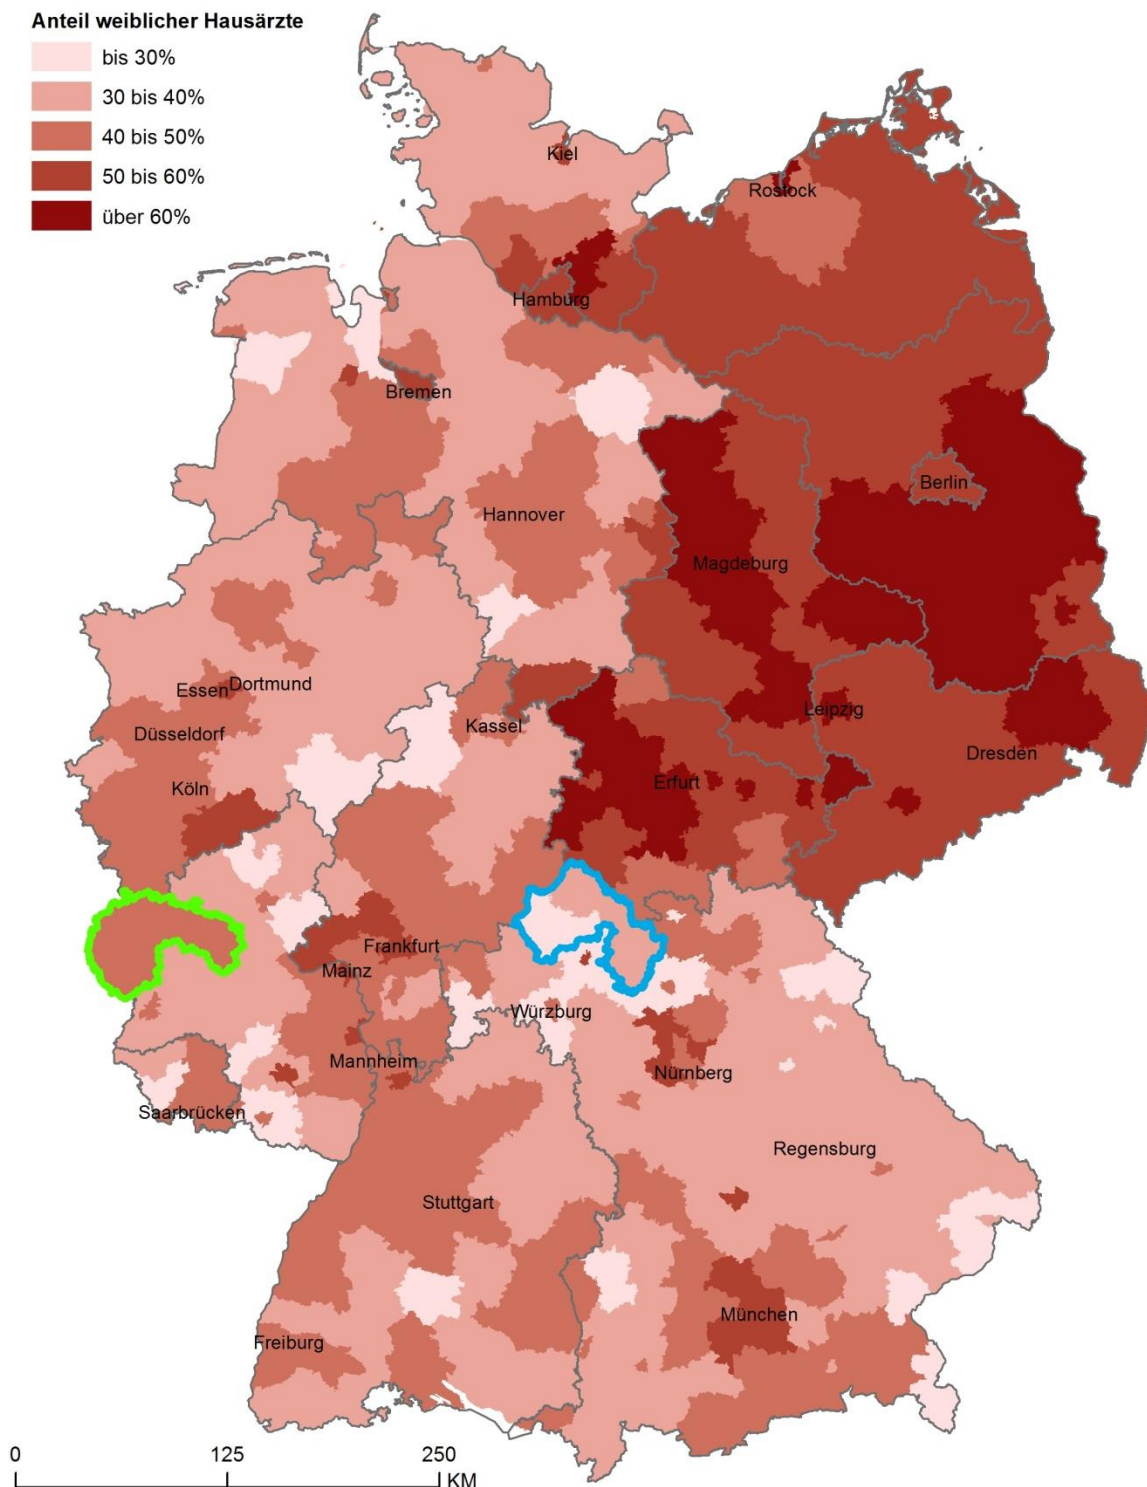 Anteil weiblicher Hausärzte
bis 30%
30 bis 40%
40 bis 50%
50 bis 60%
über 60%
Kiel
Rostock
Hamburg
Bremen
Berlin
Hannover
Magdeburg
Essen
Dortmund
Leipzig
Kassel
Düsseldorf
Dresden
Köln
Erfurt
Frankfurt
Mainz
Würzburg
Mannheim
Nürnberg
Saarbrücken
Regensburg
Stuttgart
München
Freiburg
0 125 250
KM